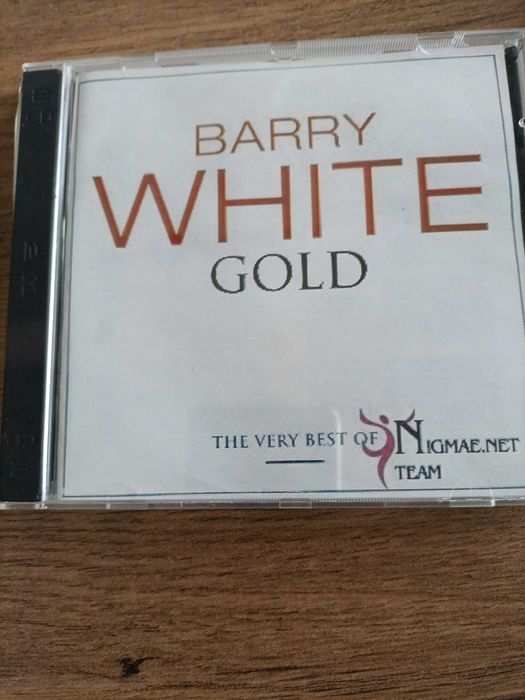 BARRY
WHITE
GOLD
THE VERY BEST OF
NIGMAE.NET
TEAM